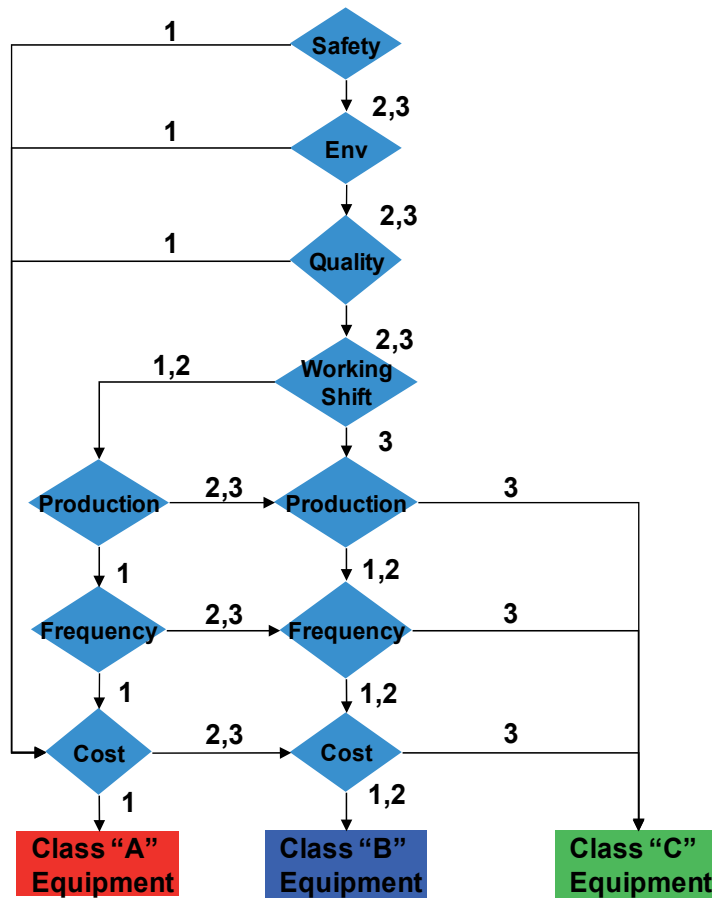 1
Safety
2,3
1
Env
2,3
1
Quality
2,3
1,2
Working
Shift
3
Production
2,3
Production
3
1
1,2
Frequency
2,3
Frequency
3
1
1,2
Cost
2,3
Cost
3
1
1,2
Class “A”
Equipment
Class “B”
Equipment
Class “C”
Equipment